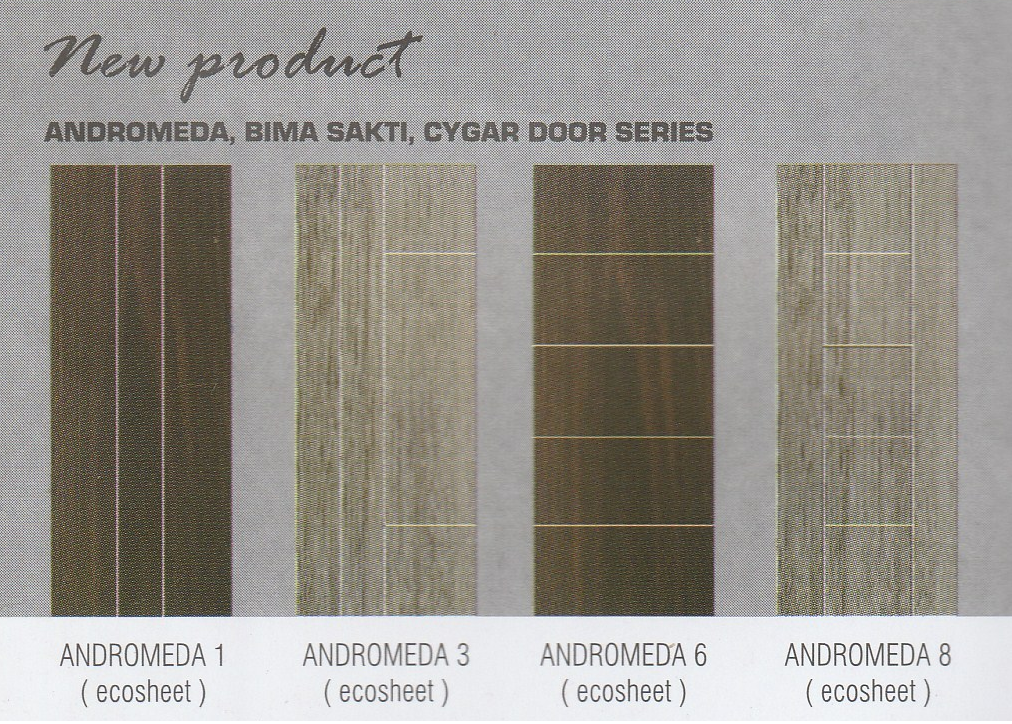 New product
ANDROMEDA, BIMA SAKTI, CYGAR DOOR SERIES
ANDROMEDA 1 ANDROMEDA 3 ANDROMEDA 6 ANDROMEDA 8
( ecosheet ) ( ecosheet ) ( ecosheet ) ( ecosheet )